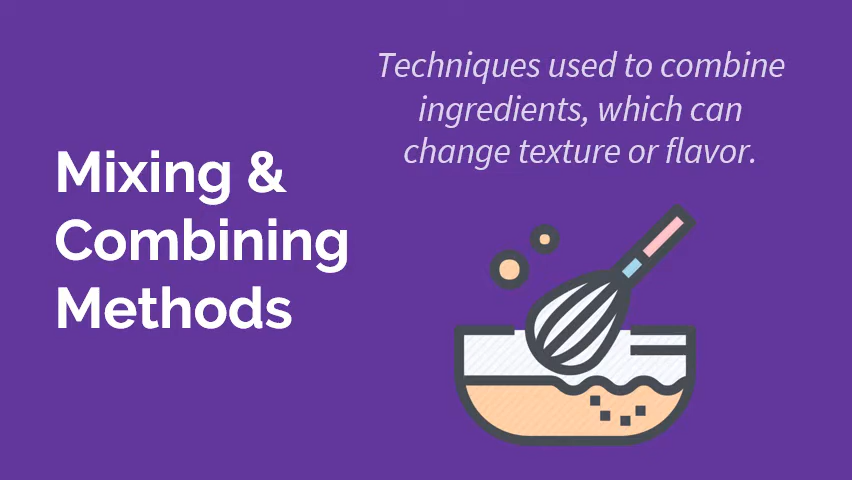 Techniques used to combine
ingredients, which can
change texture or flavor.
Mixing &
Combining
Methods